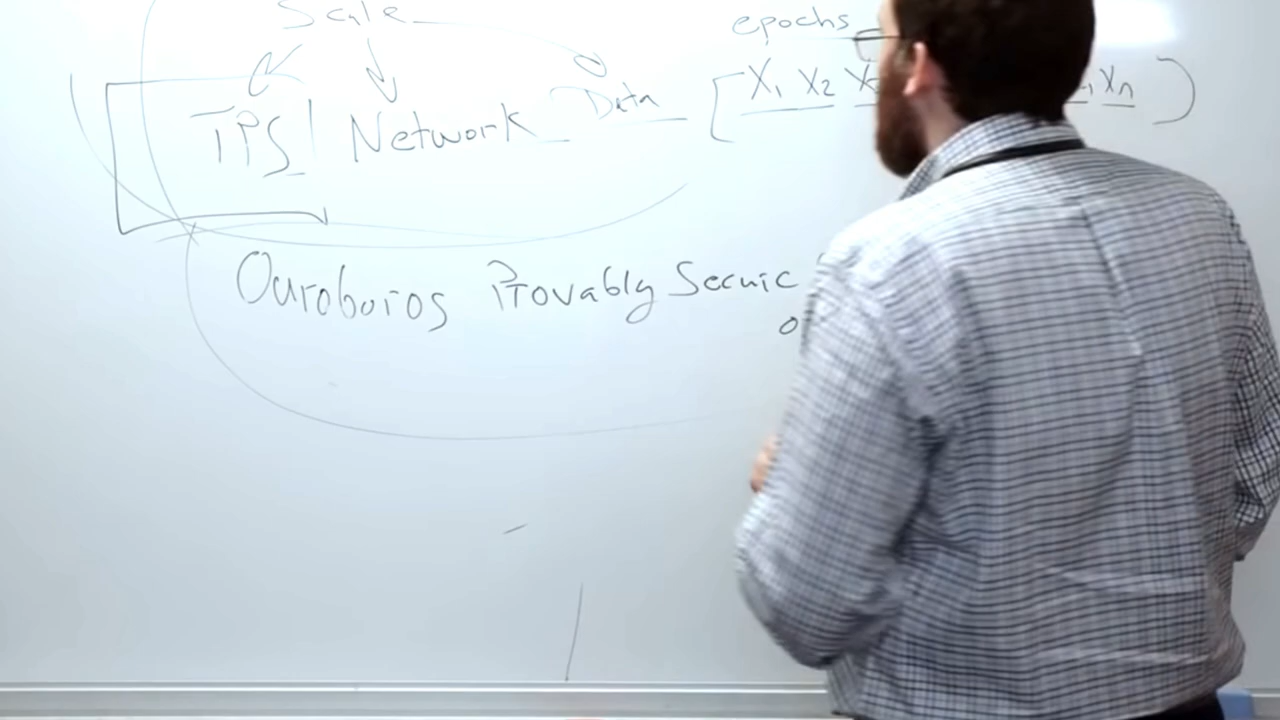 Scale
epochs
TPS Network Data [X1 X2 Xn)
Ouroboros Provably Secure